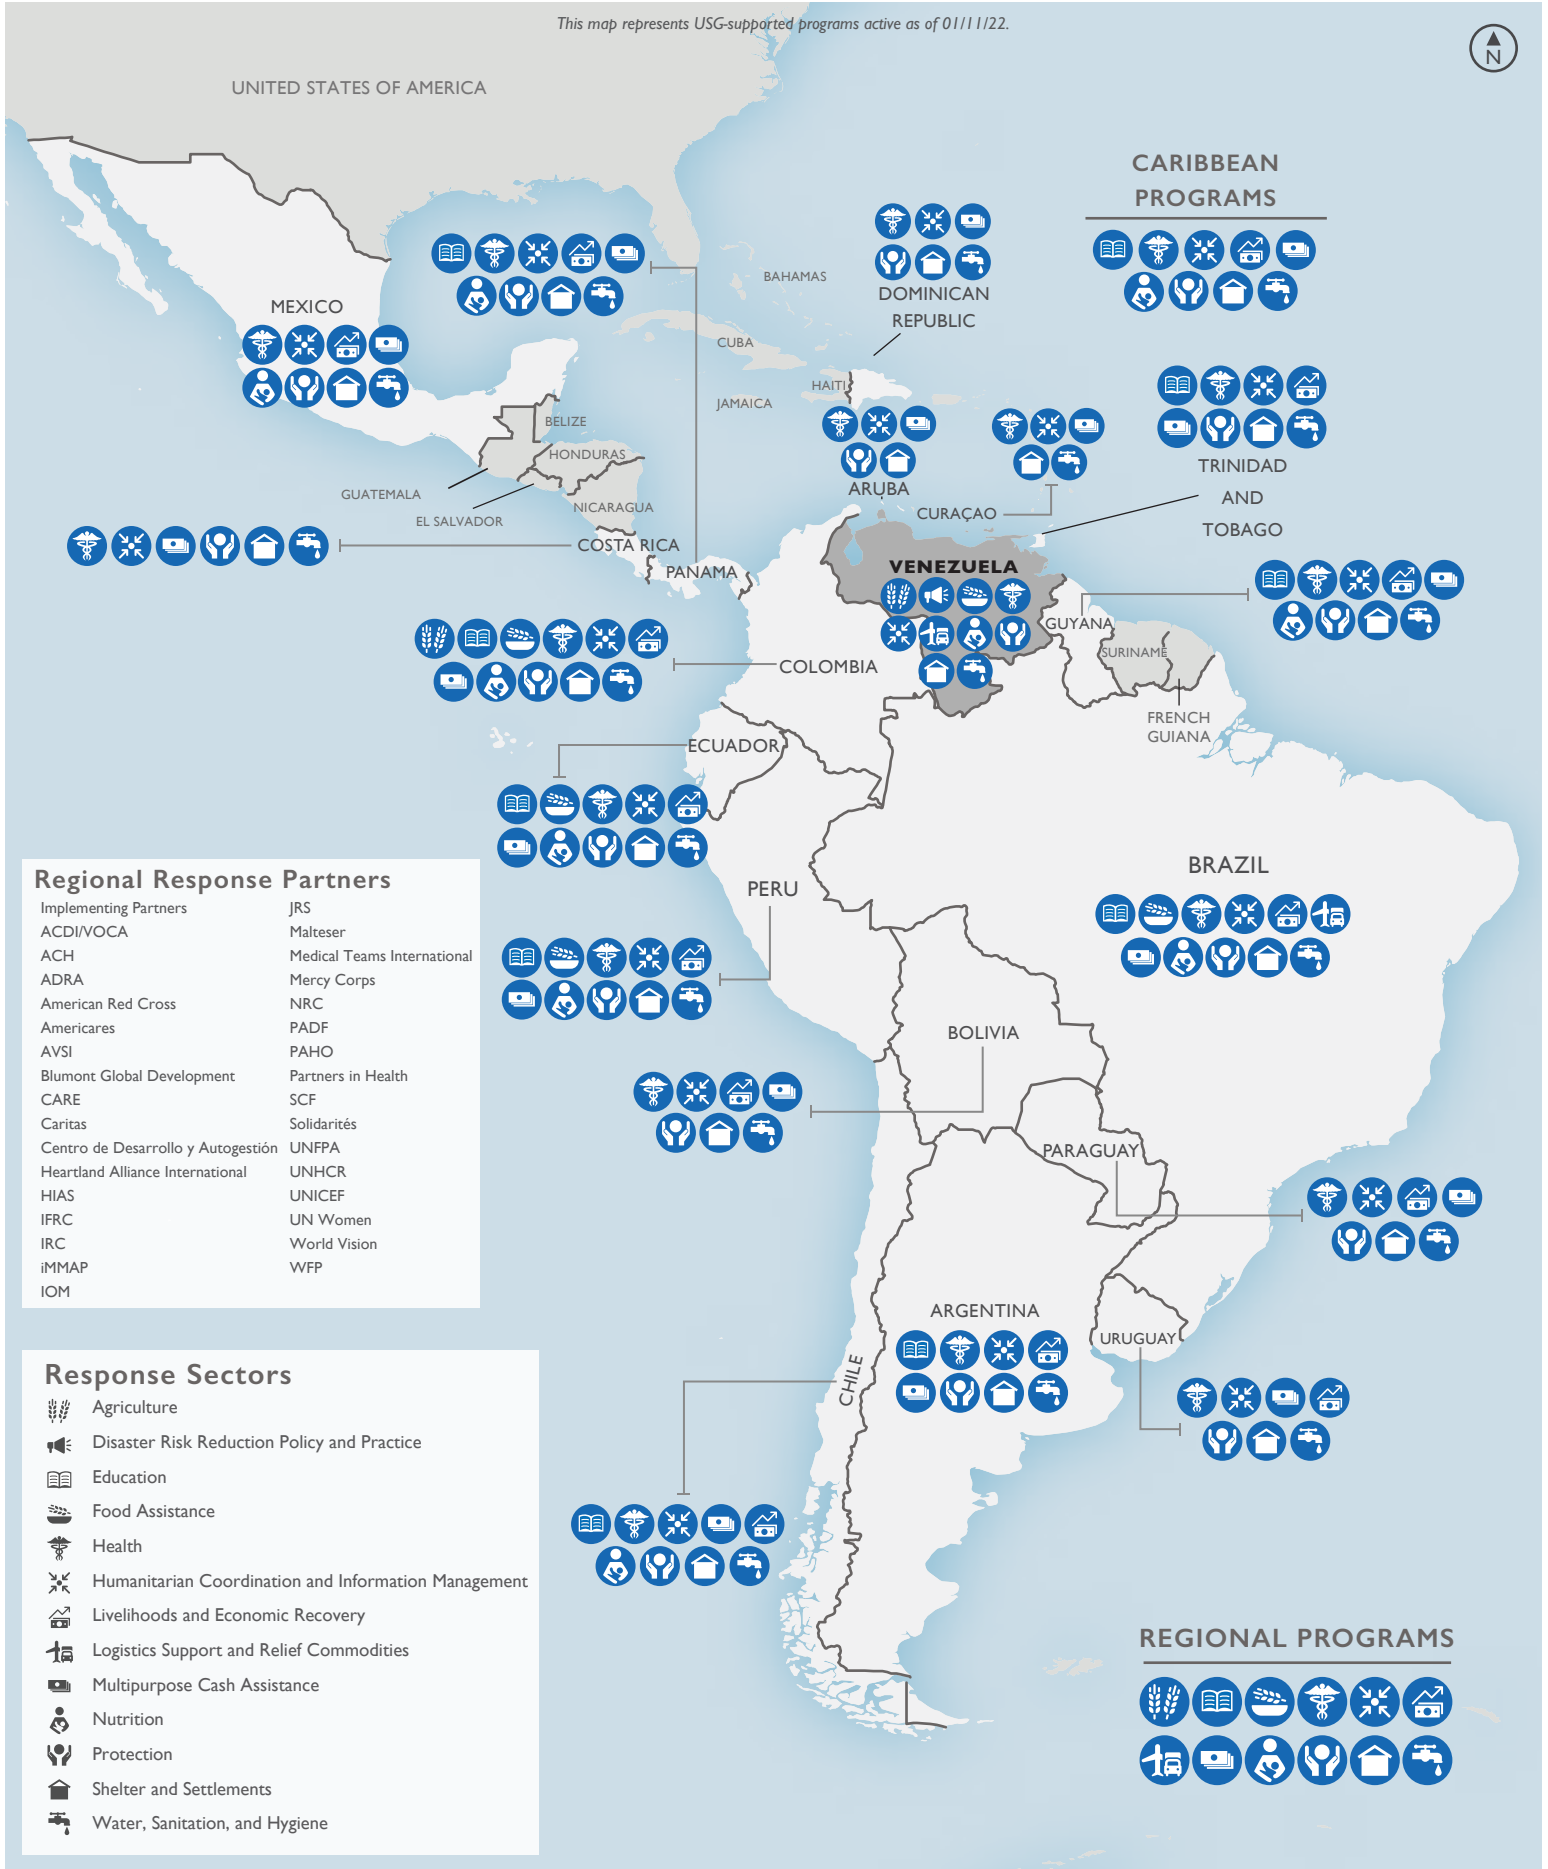 This map represents USG-supported programs active as of 01/11/22.
N
UNITED STATES OF AMERICA
CARIBBEAN
PROGRAMS
MEXICO
BAHAMAS
DOMINICAN
REPUBLIC
CUBA
HAITI
JAMAICA
BELIZE
HONDURAS
GUATEMALA
EL SALVADOR
NICARAGUA
ARUBA
CURAÇAO
TRINIDAD
AND
TOBAGO
COSTA RICA
PANAMA
VENEZUELA
GUYANA
SURINAME
COLOMBIA
FRENCH
GUIANA
ECUADOR
PERU
BRAZIL
BOLIVIA
PARAGUAY
ARGENTINA
URUGUAY
CHILE
Regional Response Partners
Implementing Partners
ACDI/VOCA
ACH
ADRA
American Red Cross
Americares
AVSI
Blumont Global Development
CARE
Caritas
Centro de Desarrollo y Autogestión
Heartland Alliance International
HIAS
IFRC
IRC
iMMAP
IOM
JRS
Malteser
Medical Teams International
Mercy Corps
NRC
PADF
PAHO
Partners in Health
SCF
Solidarités
UNFPA
UNHCR
UNICEF
UN Women
World Vision
WFP
Response Sectors
Agriculture
Disaster Risk Reduction Policy and Practice
Education
Food Assistance
Health
Humanitarian Coordination and Information Management
Livelihoods and Economic Recovery
Logistics Support and Relief Commodities
Multipurpose Cash Assistance
Nutrition
Protection
Shelter and Settlements
Water, Sanitation, and Hygiene
REGIONAL PROGRAMS